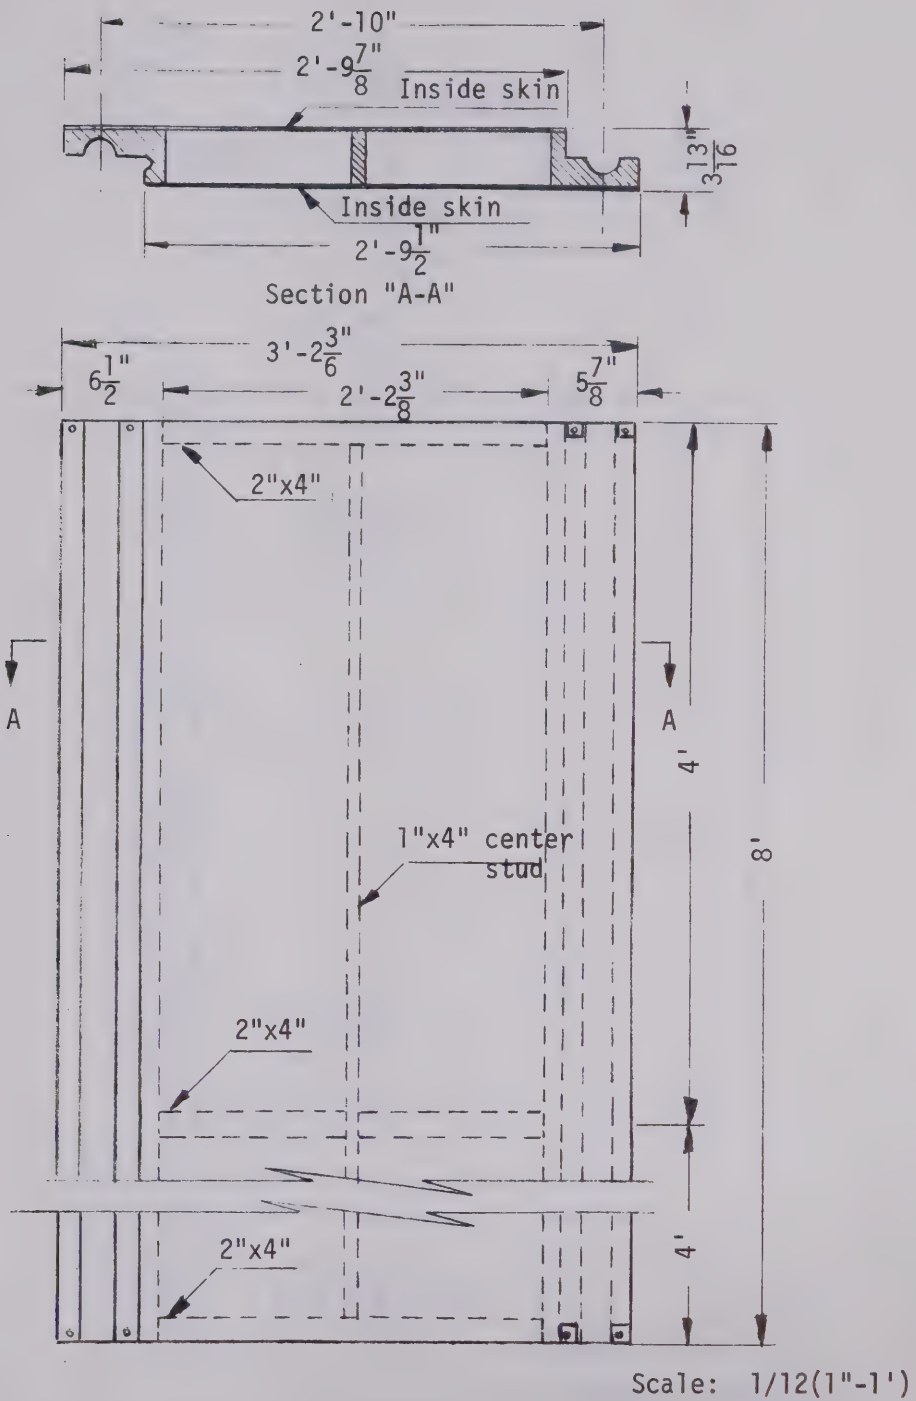 2'-10"
2'-9 7/8"
Inside skin
3 13/16"
Inside skin
2'-9 1/2"
Section "A-A"
3'-2 3/6"
6 1/2"
2'-2 3/8"
5 7/8"
2"x4"
A
A
4'
1"x4" center
stud
8'
2"x4"
4'
2"x4"
Scale: 1/12(1"-1')